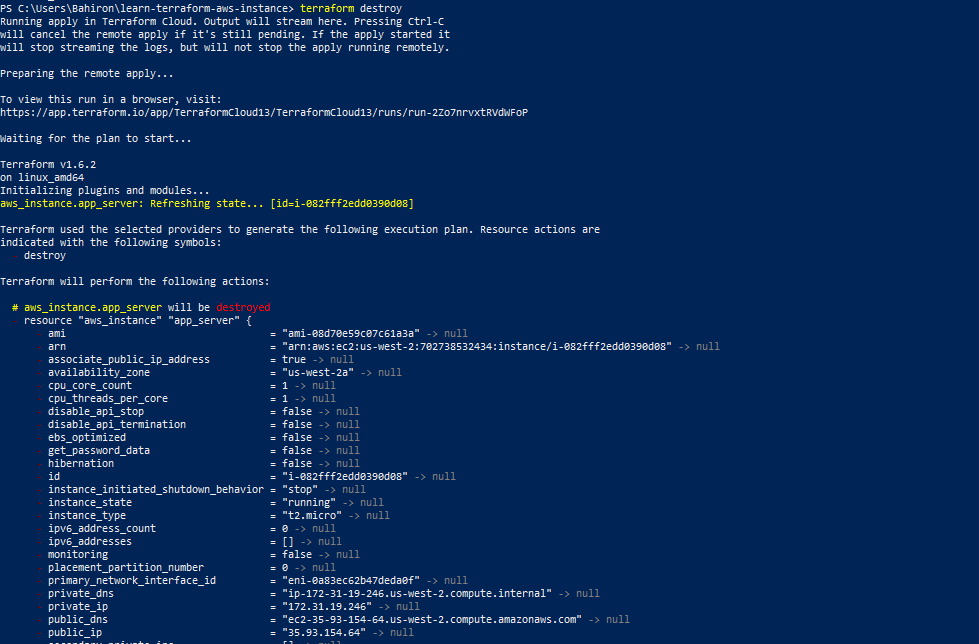 PS C:\Users\Bahiron\learn-terraform-aws-instance> terraform destroy
Running apply in Terraform Cloud. Output will stream here. Pressing Ctrl-C
will cancel the remote apply if it's still pending. If the apply started it
will stop streaming the logs, but will not stop the apply running remotely.
Preparing the remote apply...
To view this run in a browser, visit:
https://app.terraform.io/app/TerraformCloud13/TerraformCloud13/runs/run-2Zo7nrvxtRVdWFoP
Waiting for the plan to start...
Terraform v1.6.2
on linux_amd64
Initializing plugins and modules...
aws_instance.app_server: Refreshing state... [id=i-082fff2edd0390d08]
Terraform used the selected providers to generate the following execution plan. Resource actions are
indicated with the following symbols:
- destroy
Terraform will perform the following actions:
# aws_instance.app_server will be destroyed
- resource "aws_instance" "app_server" {
- ami = "ami-08d70e59c07c61a3a" -> null
- arn = "arn:aws:ec2:us-west-2:702738532434:instance/i-082fff2edd0390d08" -> null
- associate_public_ip_address = true -> null
- availability_zone = "us-west-2a" -> null
- cpu_core_count = 1 -> null
- cpu_threads_per_core = 1 -> null
- disable_api_stop = false -> null
- disable_api_termination = false -> null
- ebs_optimized = false -> null
- get_password_data = false -> null
- hibernation = false -> null
- id = "i-082fff2edd0390d08" -> null
- instance_initiated_shutdown_behavior = "stop" -> null
- instance_state = "running" -> null
- instance_type = "t2.micro" -> null
- ipv6_address_count = 0 -> null
- ipv6_addresses = [] -> null
- monitoring = false -> null
- placement_partition_number = 0 -> null
- primary_network_interface_id = "eni-0a83ec62b47deda0f" -> null
- private_dns = "ip-172-31-19-246.us-west-2.compute.internal" -> null
- private_ip = "172.31.19.246" -> null
- public_dns = "ec2-35-93-154-64.us-west-2.compute.amazonaws.com" -> null
- public_ip = "35.93.154.64" -> null